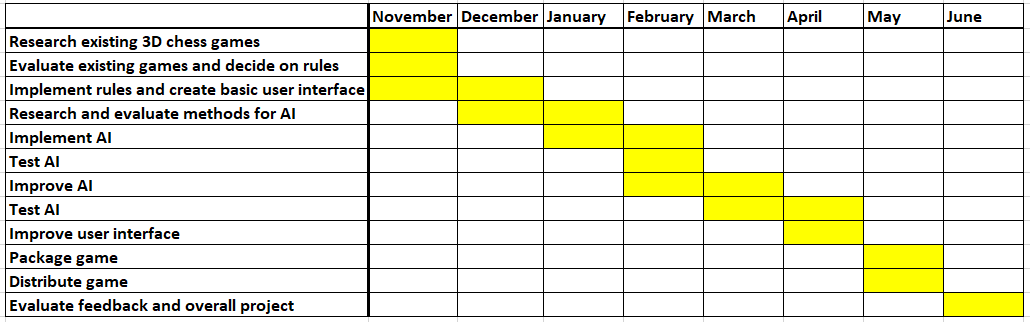 November December January February March April May June
Research existing 3D chess games
Evaluate existing games and decide on rules
Implement rules and create basic user interface
Research and evaluate methods for AI
Implement AI
Test AI
Improve AI
Test AI
Improve user interface
Package game
Distribute game
Evaluate feedback and overall project